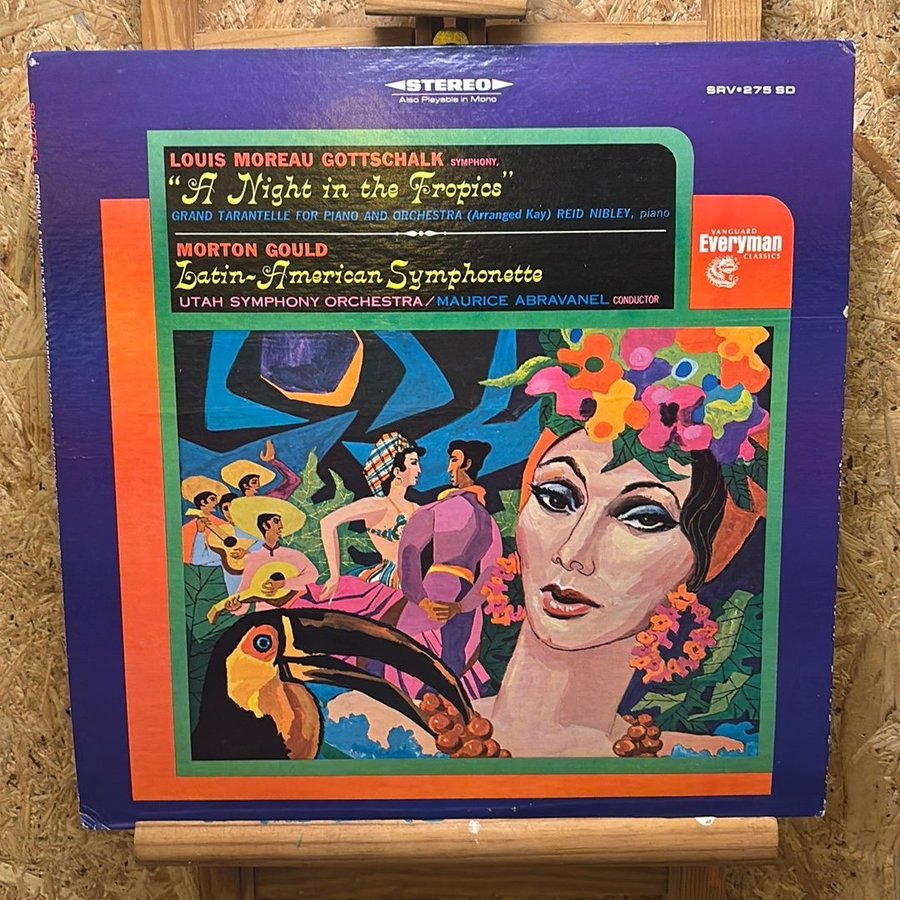 STEREO
Also Playable in Mono
SRV•275 SD
LOUIS MOREAU GOTTSCHALK SYMPHONY,
"A Night in the Tropics"
GRAND TARANTELLE FOR PIANO AND ORCHESTRA (Arranged Kay) REID NIBLEY, piano
MORTON GOULD
Latin-American Symphonette
UTAH SYMPHONY ORCHESTRA/MAURICE ABRAVANEL CONDUCTOR
VANGUARD
Everyman
CLASSICS